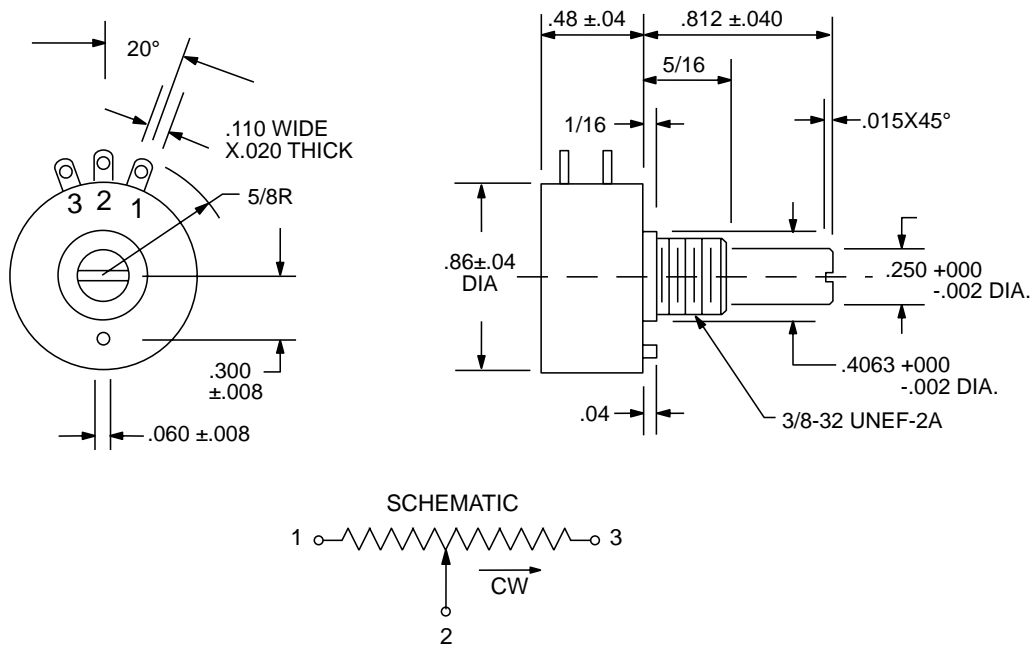 20°
.110 WIDE
X.020 THICK
3 2 1
5/8R
.300
±.008
.060 ±.008
.48 ±.04
.812 ±.040
5/16
1/16
.015X45°
.86±.04
DIA
.250 +000
-.002 DIA.
.4063 +000
-.002 DIA.
.04
3/8-32 UNEF-2A
SCHEMATIC
1 3
CW
2